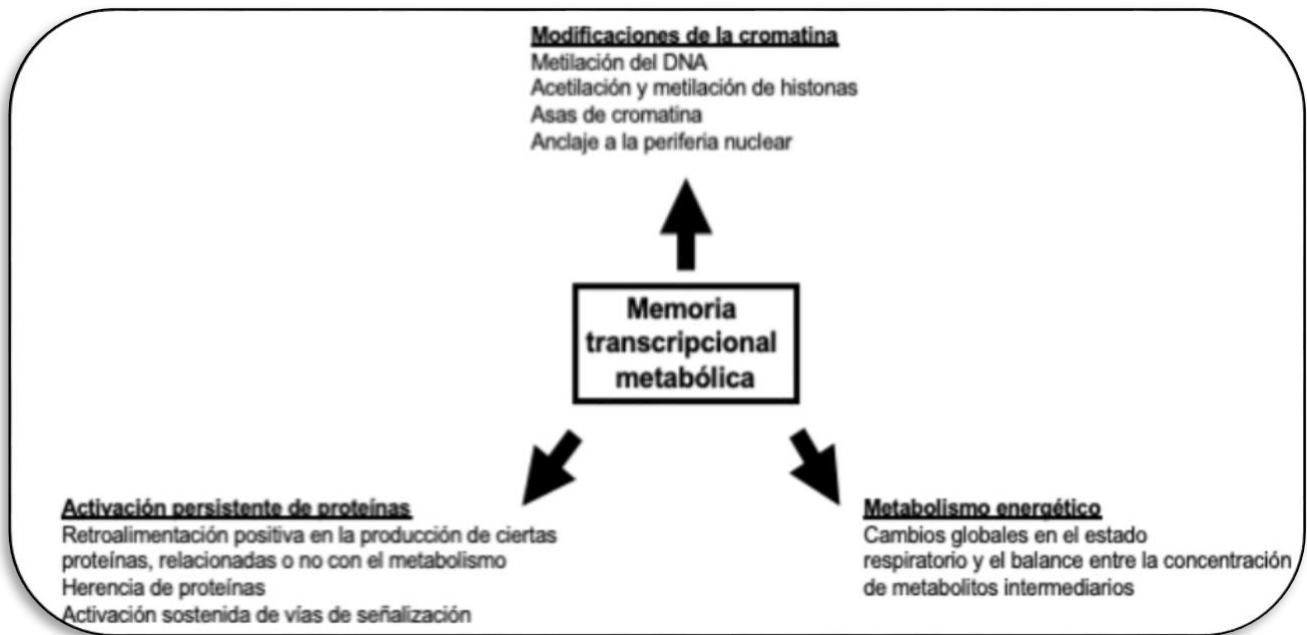 Modificaciones de la cromatina
Metilación del DNA
Acetilación y metilación de histonas
Asas de cromatina
Anclaje a la periferia nuclear
Memoria
transcripcional
metabólica
Activación persistente de proteínas
Retroalimentación positiva en la producción de ciertas
proteínas, relacionadas o no con el metabolismo
Herencia de proteínas
Activación sostenida de vías de señalización
Metabolismo energético
Cambios globales en el estado
respiratorio y el balance entre la concentración
de metabolitos intermediarios